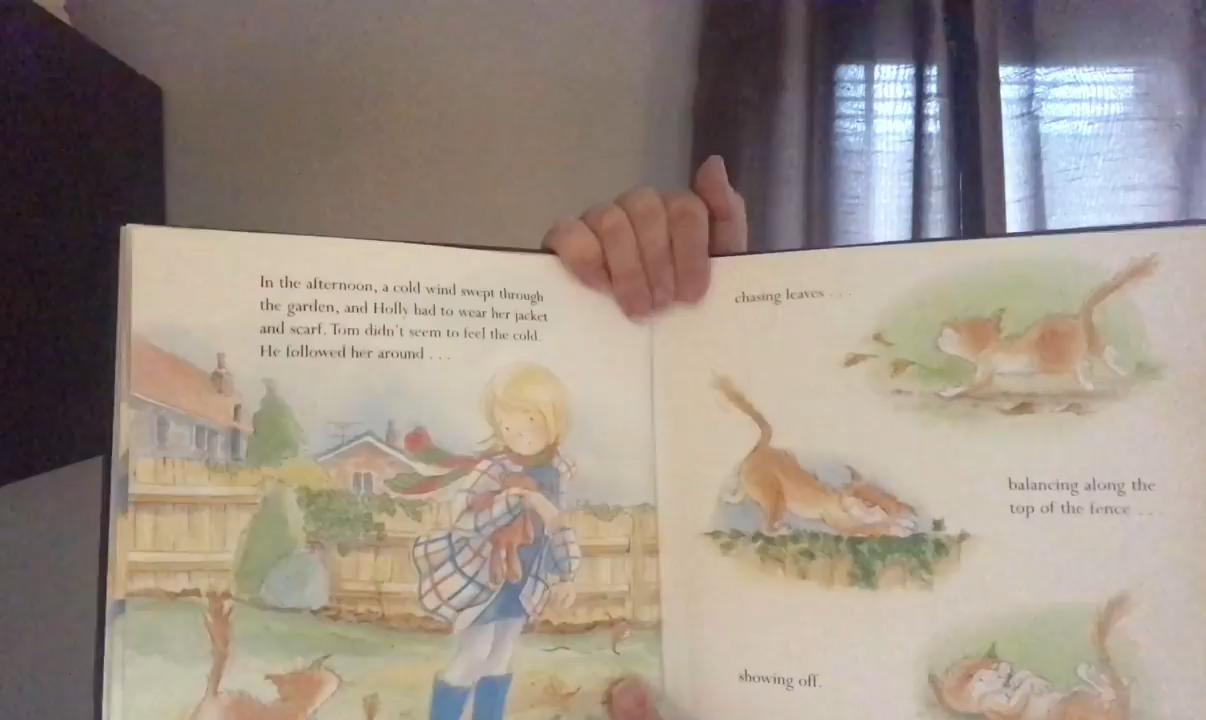 In the afternoon, a cold wind swept through
the garden, and Holly had to wear her jacket
and scarf. Tom didn't seem to feel the cold.
He followed her around . . .
chasing leaves . . .
balancing along the
top of the fence . . .
showing off.